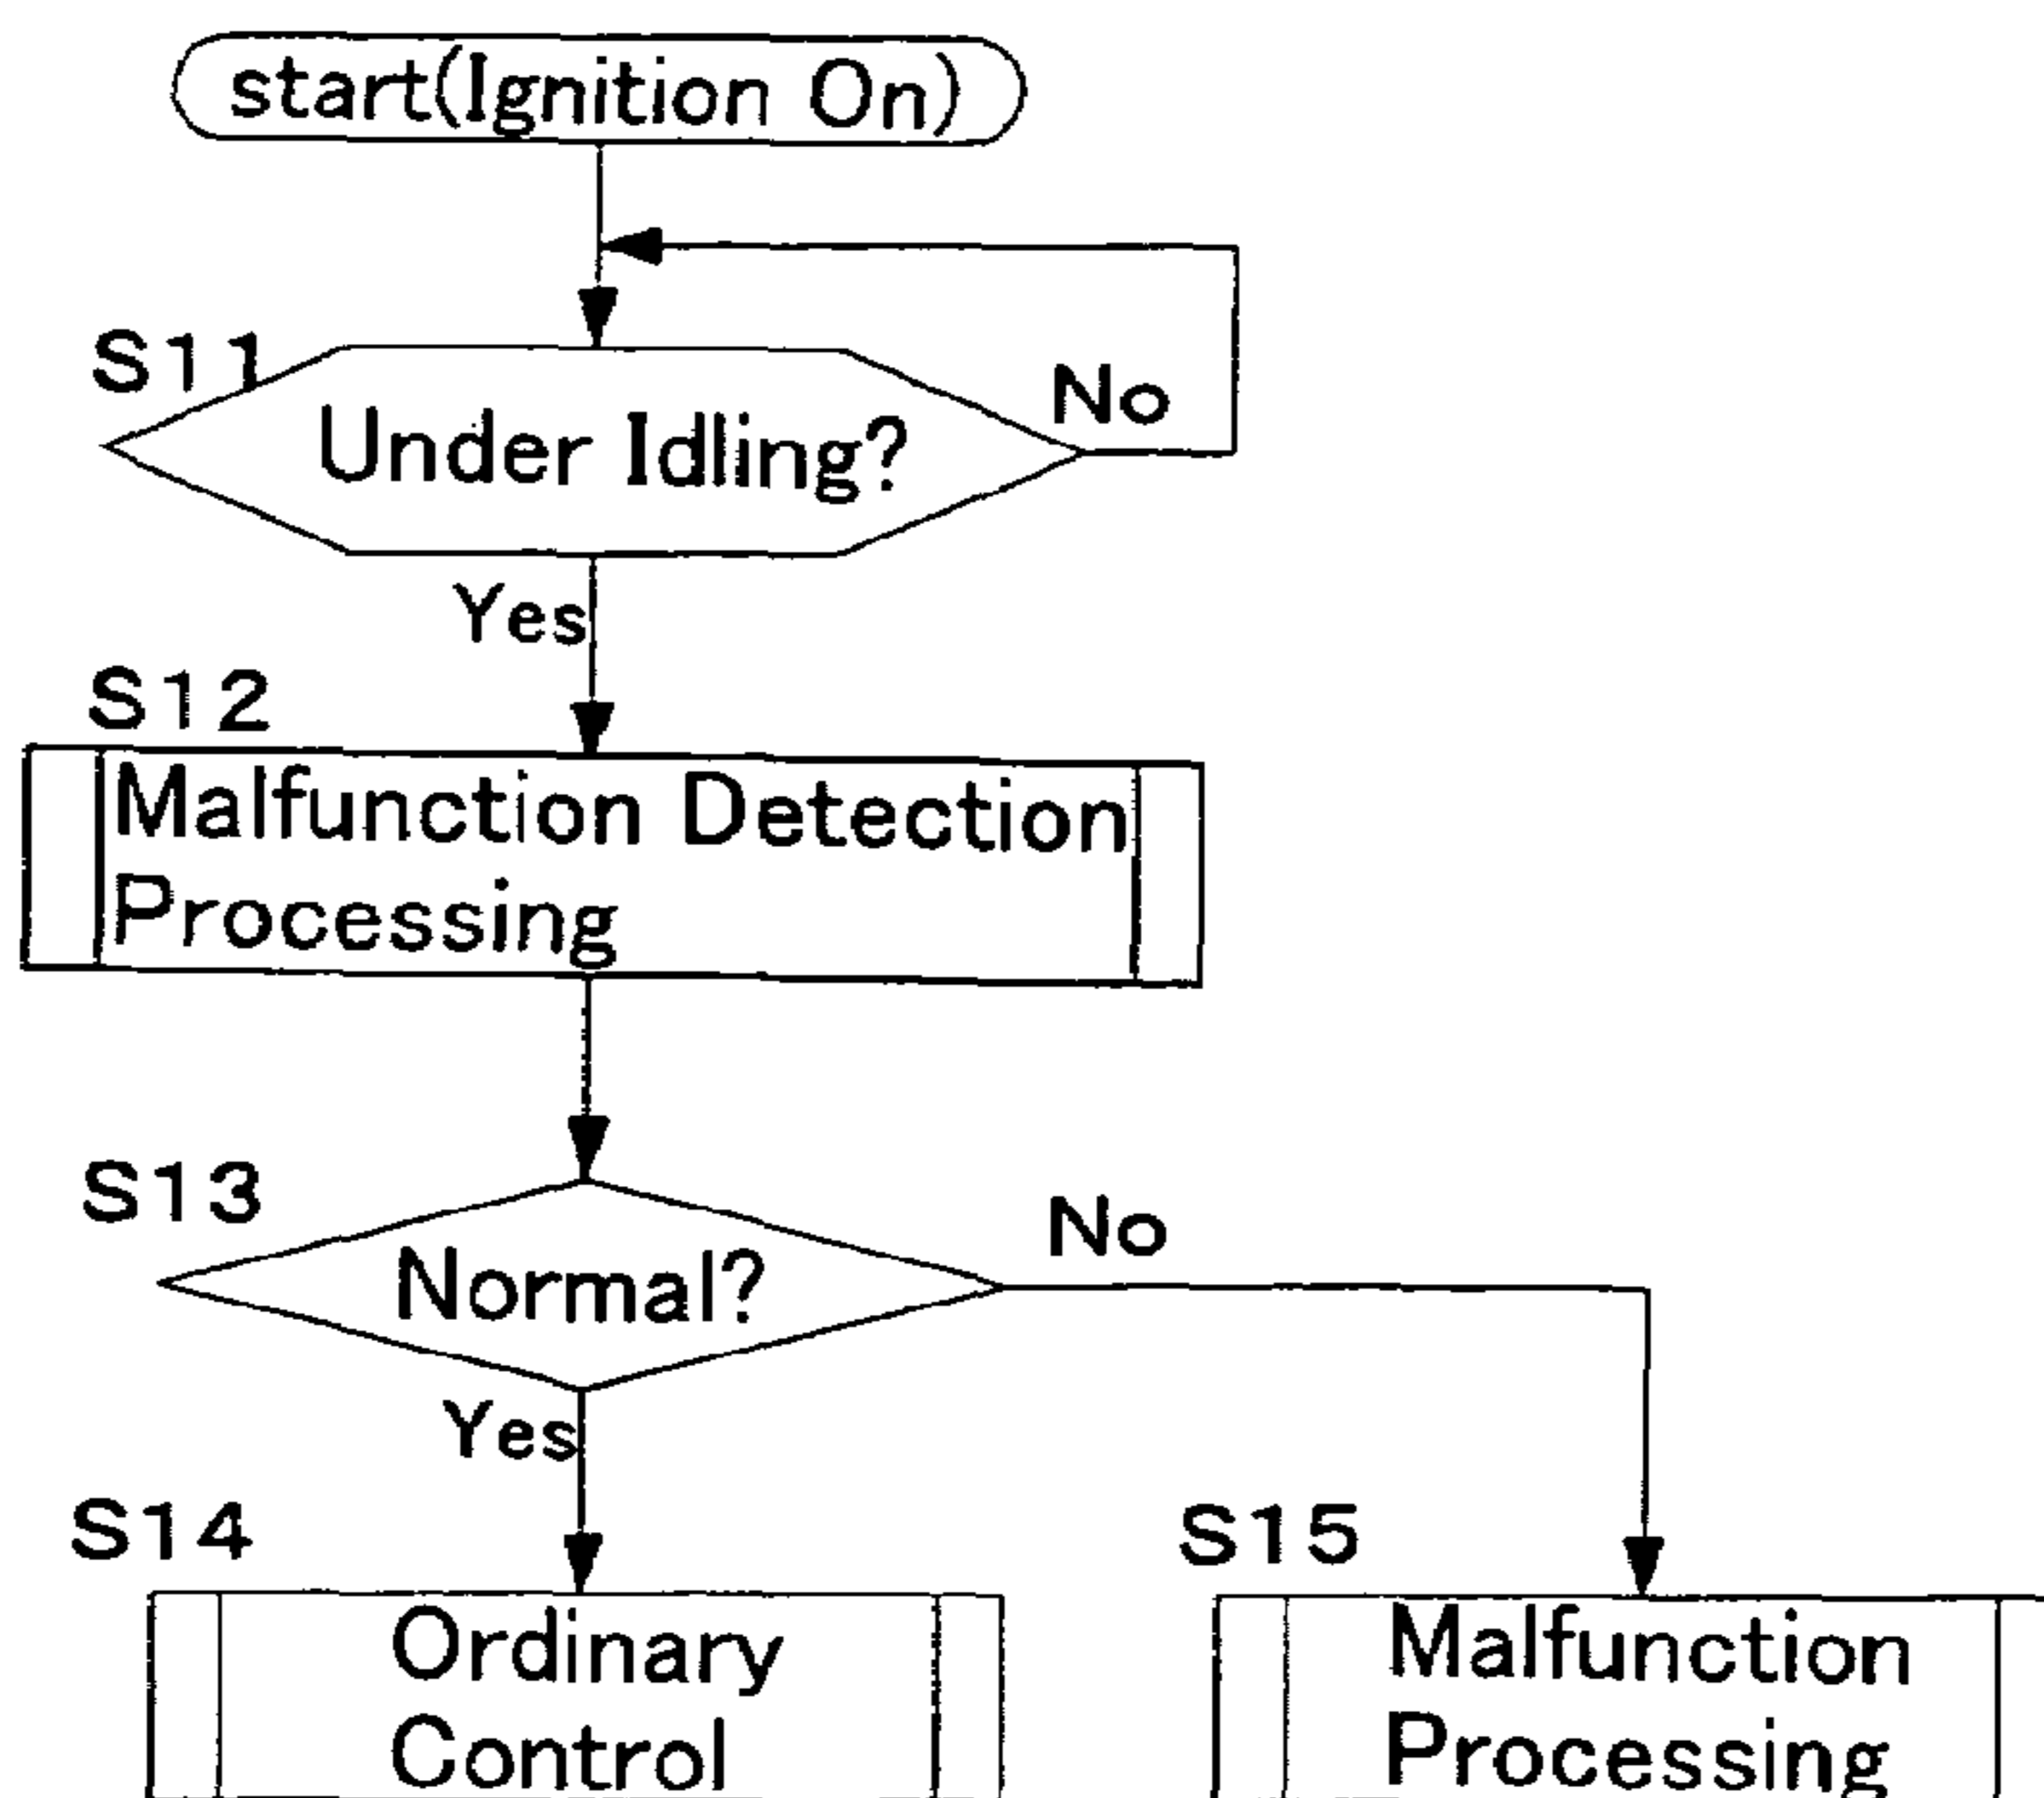 start(Ignition On)
S11
No
Under Idling?
Yes
S12
Malfunction Detection
Processing
S13
No
Normal?
Yes
S14
S15
Ordinary
Control
Malfunction
Processing